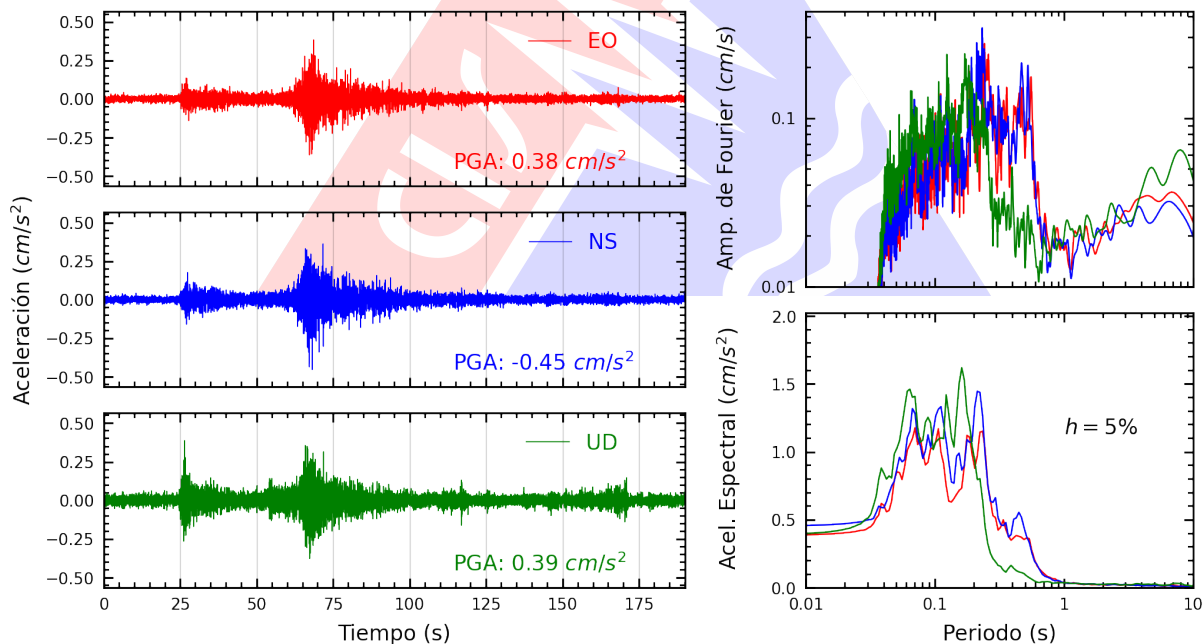 Aceleración (cm/s²)
0.50
0.25
0.00
−0.25
−0.50
EO
PGA: 0.38 cm/s²
0.50
0.25
0.00
−0.25
−0.50
NS
PGA: -0.45 cm/s²
0.50
0.25
0.00
−0.25
−0.50
UD
PGA: 0.39 cm/s²
0 25 50 75 100 125 150 175
Tiempo (s)
Amp. de Fourier (cm/s)
0.1
0.01
Acel. Espectral (cm/s²)
2.0
1.5
1.0
0.5
0.0
h = 5%
0.01 0.1 1 10
Periodo (s)